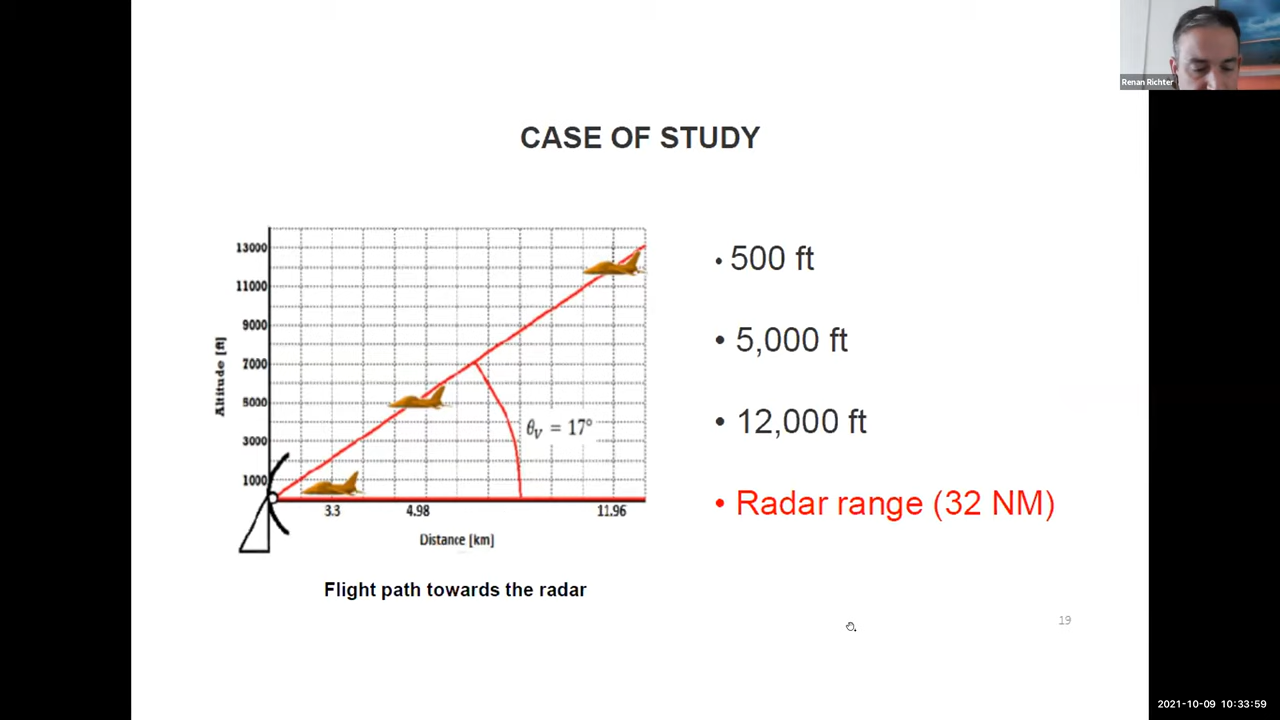 Renan Richter
CASE OF STUDY
13000
11000
9000
7000
5000
3000
1000
Altitude [ft]
θV = 17°
3.3 4.98 11.96
Distance [km]
Flight path towards the radar
• 500 ft
• 5,000 ft
• 12,000 ft
• Radar range (32 NM)
19
2021-10-09 10:33:59